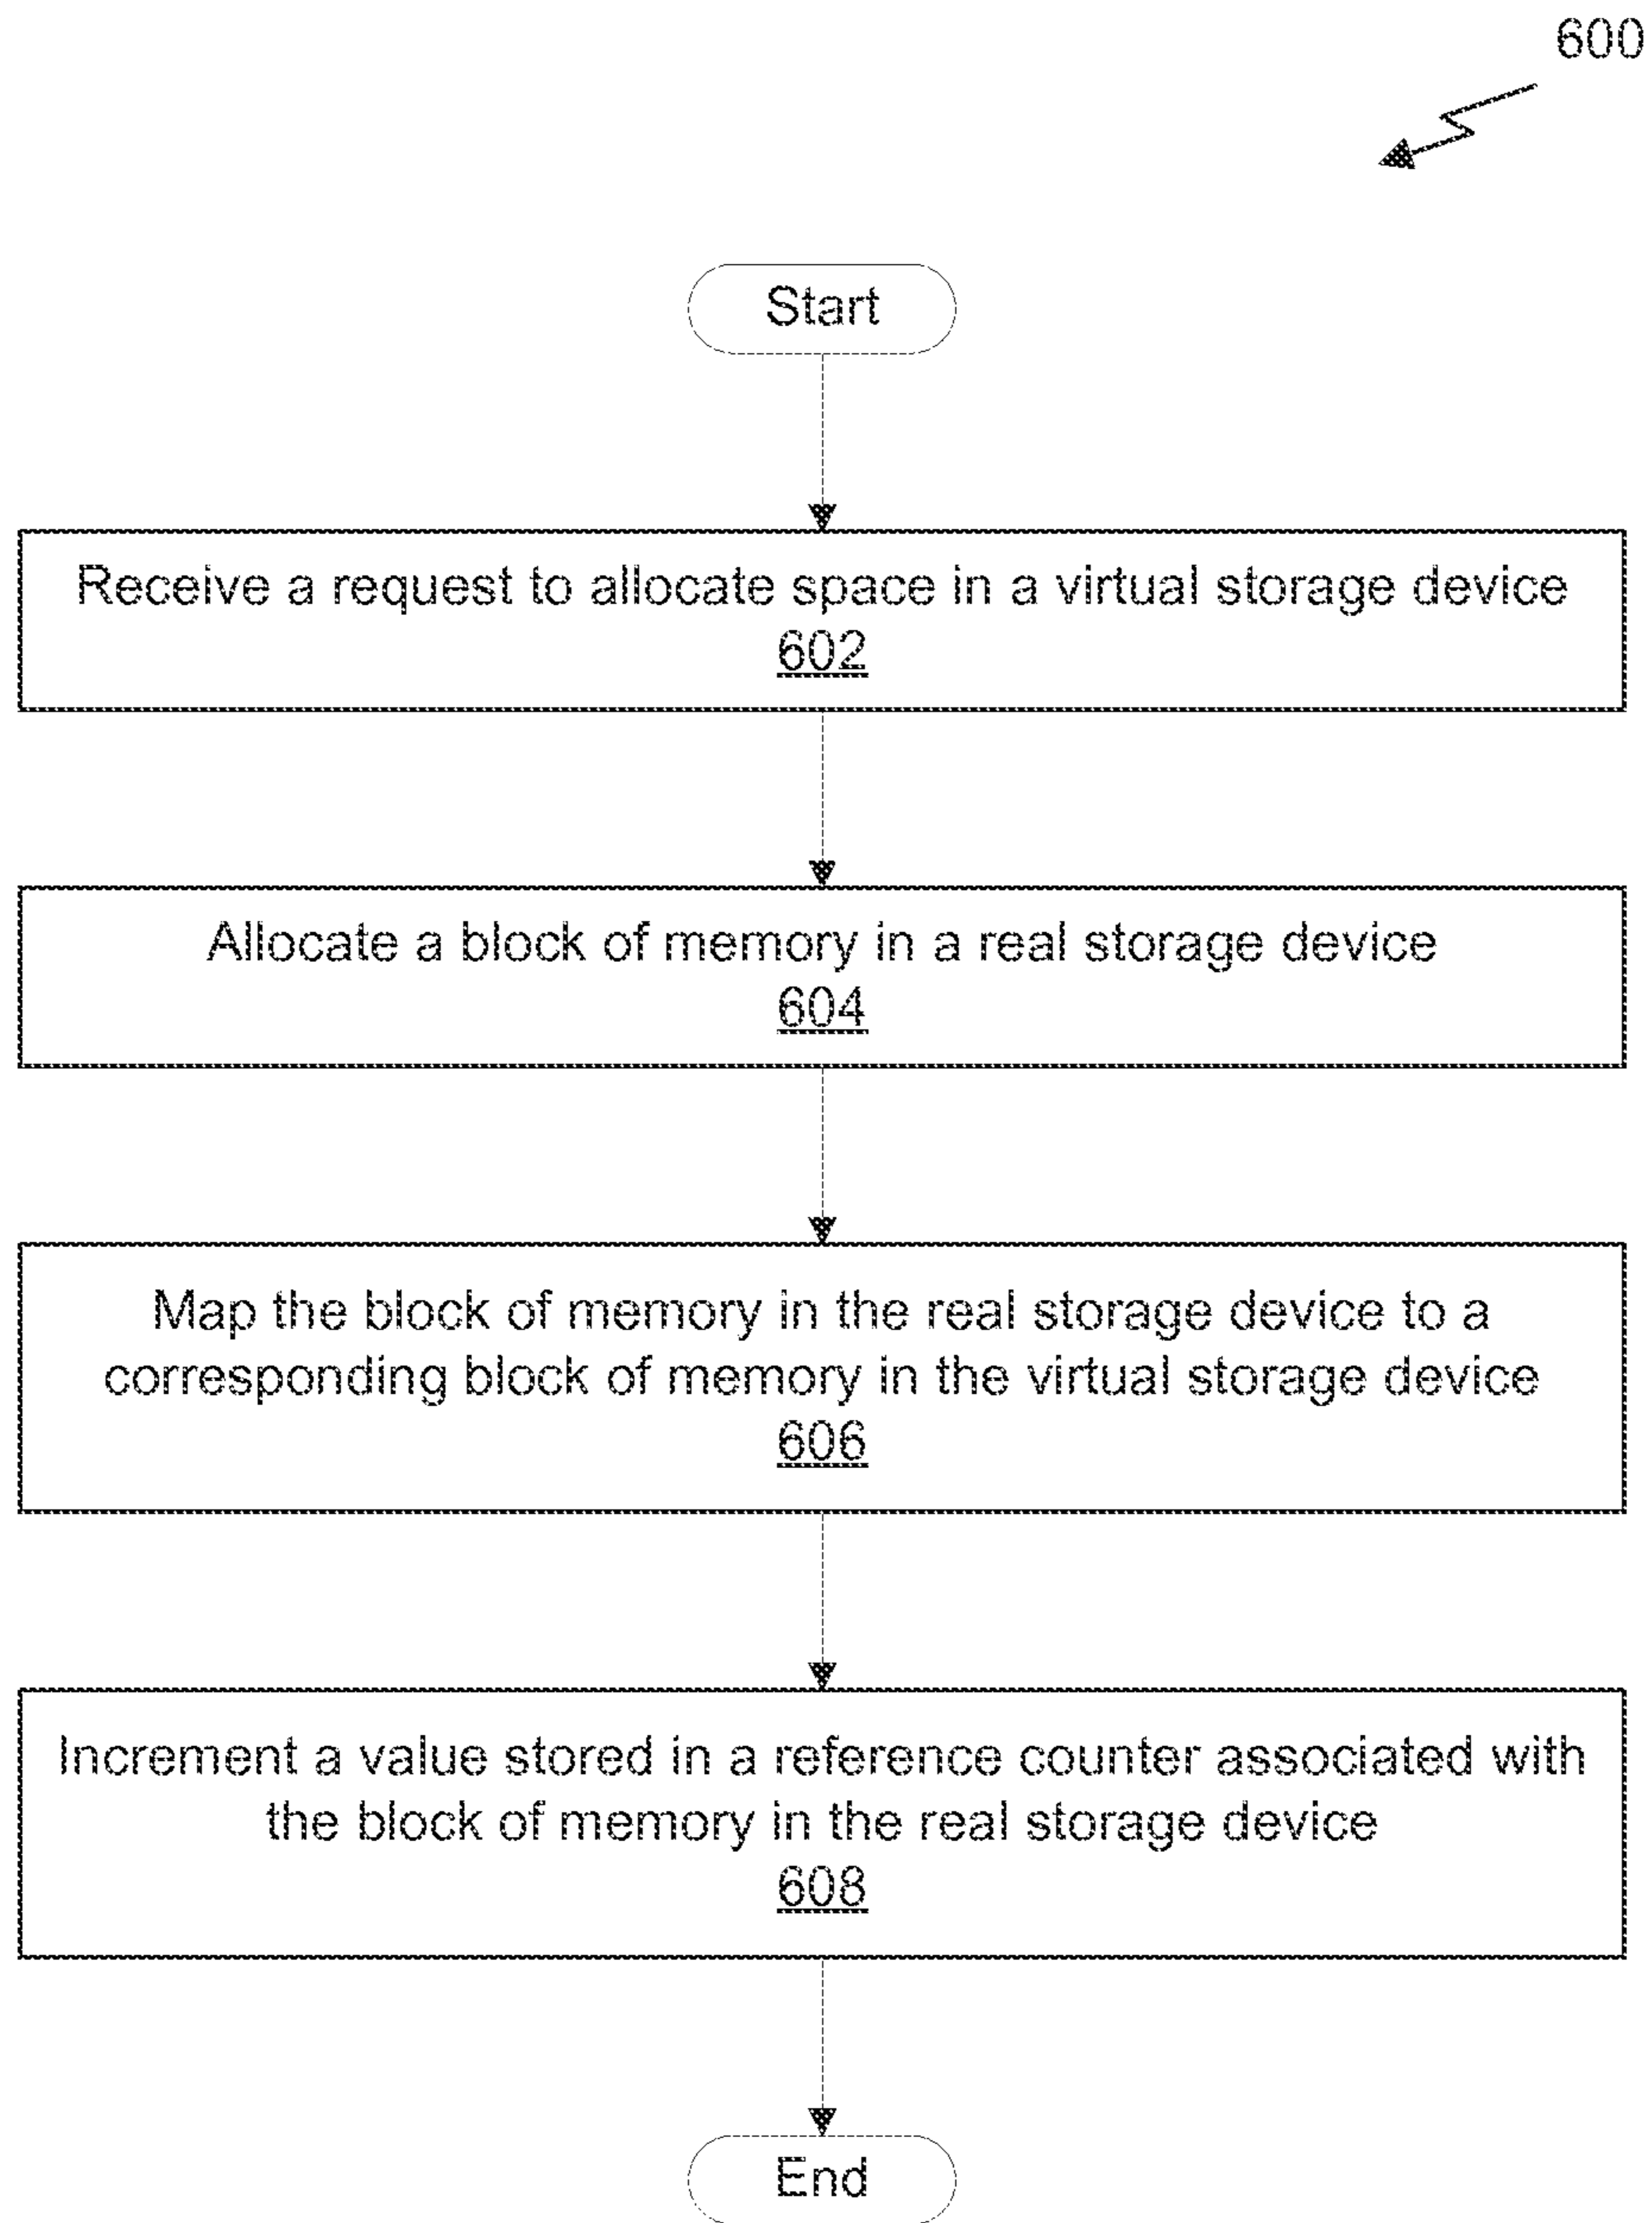 600
Start
Receive a request to allocate space in a virtual storage device
602
Allocate a block of memory in a real storage device
604
Map the block of memory in the real storage device to a
corresponding block of memory in the virtual storage device
606
Increment a value stored in a reference counter associated with
the block of memory in the real storage device
608
End